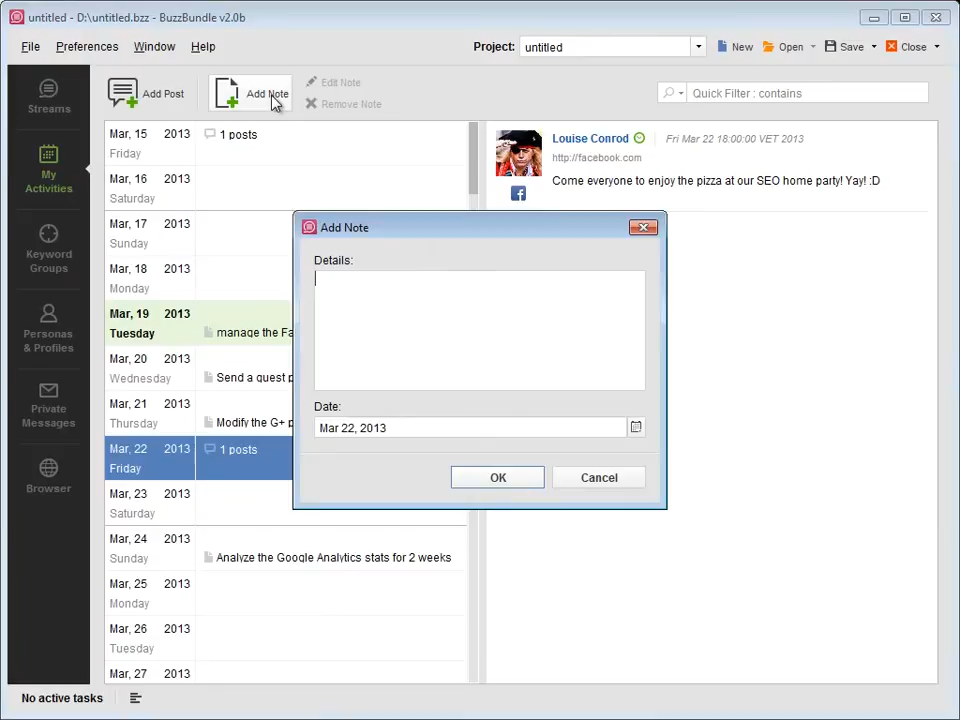 untitled - D:\untitled.bzz - BuzzBundle v2.0b
File Preferences Window Help Project: untitled New Open Save Close
Streams
My Activities
Keyword Groups
Personas & Profiles
Private Messages
Browser
Add Post Add Note Edit Note
Remove Note
Quick Filter : contains
Mar, 15 2013 1 posts
Friday
Mar, 16 2013
Saturday
Mar, 17 2013
Sunday
Mar, 18 2013
Monday
Mar, 19 2013
Tuesday manage the Fa
Mar, 20 2013
Wednesday Send a guest p
Mar, 21 2013
Thursday Modify the G+ p
Mar, 22 2013 1 posts
Friday
Mar, 23 2013
Saturday
Mar, 24 2013
Sunday Analyze the Google Analytics stats for 2 weeks
Mar, 25 2013
Monday
Mar, 26 2013
Tuesday
Mar, 27 2013
Louise Conrod Fri Mar 22 18:00:00 VET 2013
http://facebook.com
Come everyone to enjoy the pizza at our SEO home party! Yay! :D
Add Note
Details:
Date:
Mar 22, 2013
OK Cancel
No active tasks